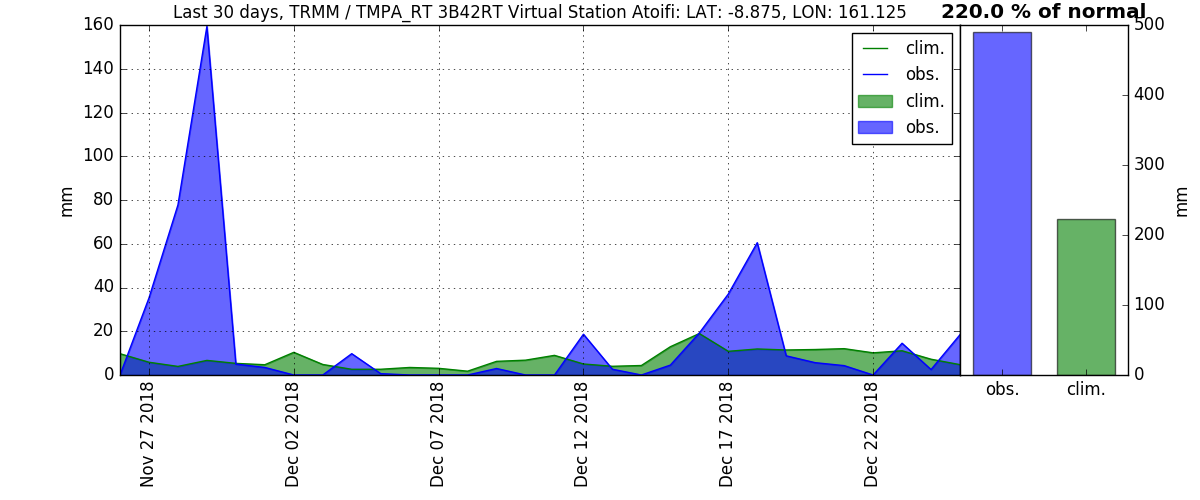 Last 30 days, TRMM / TMPA_RT 3B42RT Virtual Station Atoifi: LAT: -8.875, LON: 161.125
220.0 % of normal
160
140
120
100
80
60
40
20
0
mm
clim.
obs.
clim.
obs.
Nov 27 2018
Dec 02 2018
Dec 07 2018
Dec 12 2018
Dec 17 2018
Dec 22 2018
500
400
300
200
100
0
mm
obs.
clim.